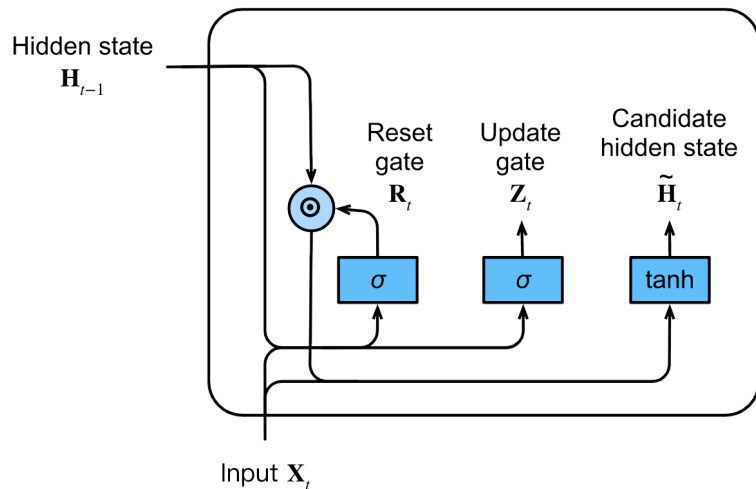 Hidden state
H_{t−1}
Reset
gate
R_t
Update
gate
Z_t
Candidate
hidden state
H̃_t
σ
σ
tanh
Input X_t